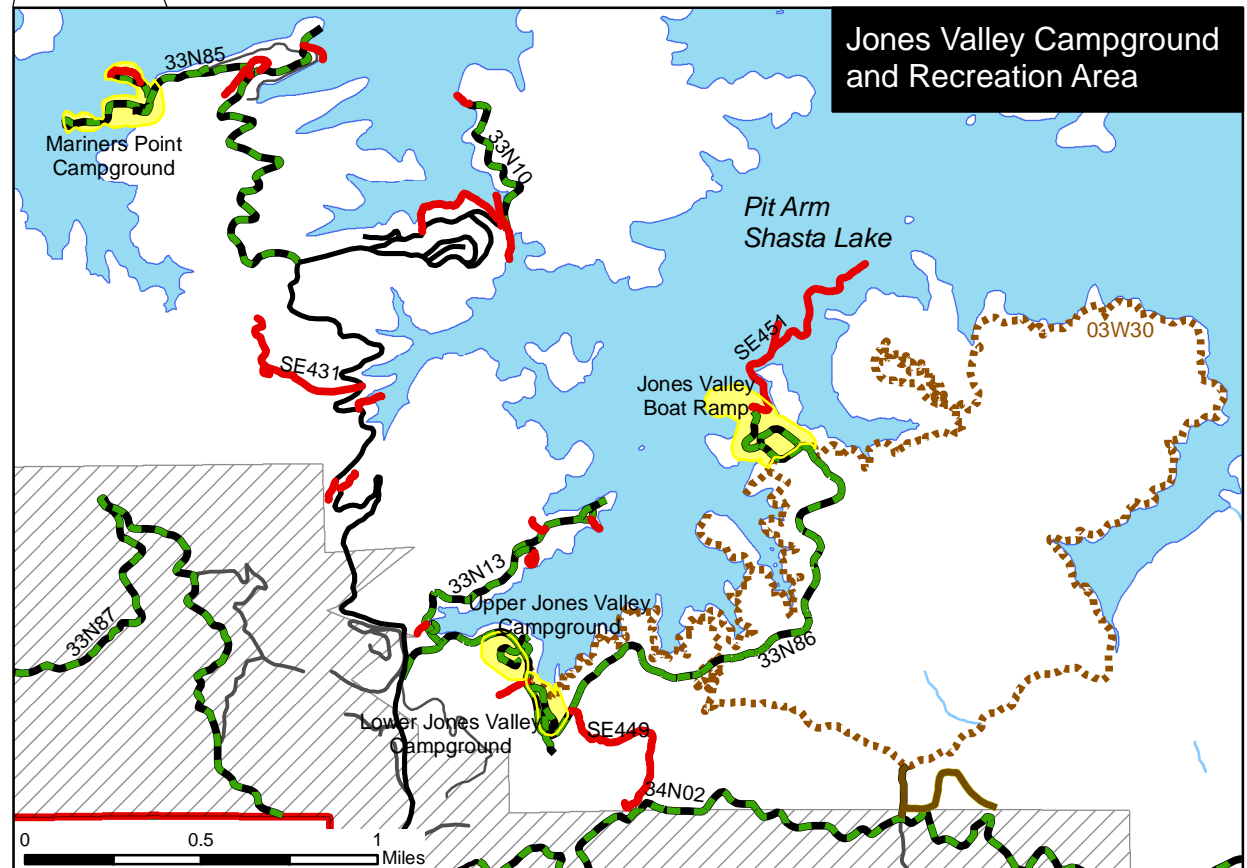 Jones Valley Campground
and Recreation Area
33N85
Mariners Point
Campground
33N10
Pit Arm
Shasta Lake
SE451
03W30
SE431
Jones Valley
Boat Ramp
33N13
Upper Jones Valley
Campground
33N87
33N86
Lower Jones Valley
Campground
SE449
34N02
0 0.5 1
Miles